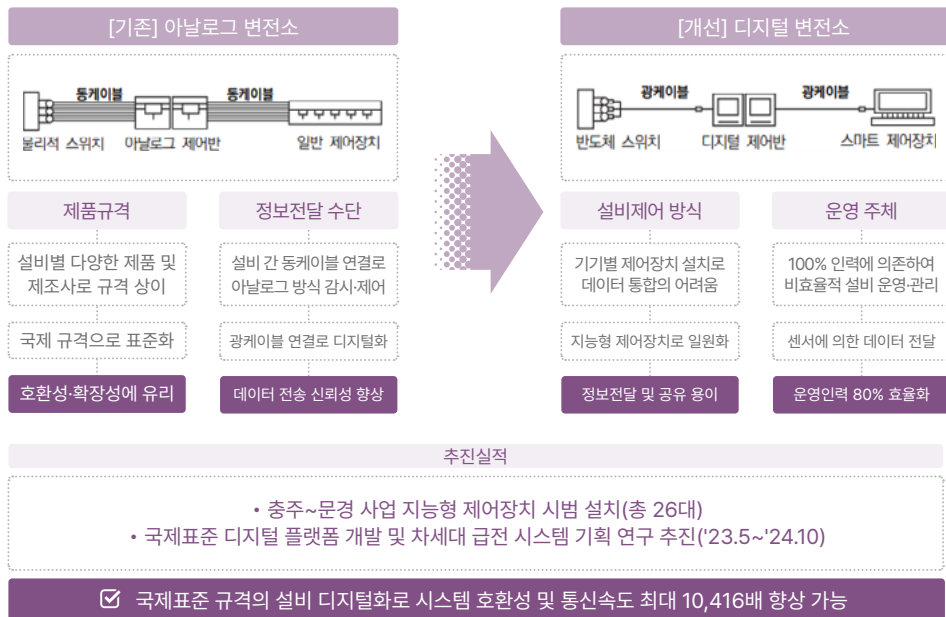 [기존] 아날로그 변전소
동케이블
동케이블
물리적 스위치
아날로그 제어반
일반 제어장치
[개선] 디지털 변전소
광케이블
광케이블
반도체 스위치
디지털 제어반
스마트 제어장치
제품규격
설비별 다양한 제품 및
제조사로 규격 상이
국제 규격으로 표준화
호환성·확장성에 유리
정보전달 수단
설비 간 동케이블 연결로
아날로그 방식 감시·제어
광케이블 연결로 디지털화
데이터 전송 신뢰성 향상
설비제어 방식
기기별 제어장치 설치로
데이터 통합의 어려움
지능형 제어장치로 일원화
정보전달 및 공유 용이
운영 주체
100% 인력에 의존하여
비효율적 설비 운영·관리
센서에 의한 데이터 전달
운영인력 80% 효율화
추진실적
• 충주~문경 사업 지능형 제어장치 시범 설치(총 26대)
• 국제표준 디지털 플랫폼 개발 및 차세대 급전 시스템 기획 연구 추진('23.5~'24.10)
국제표준 규격의 설비 디지털화로 시스템 호환성 및 통신속도 최대 10,416배 향상 가능